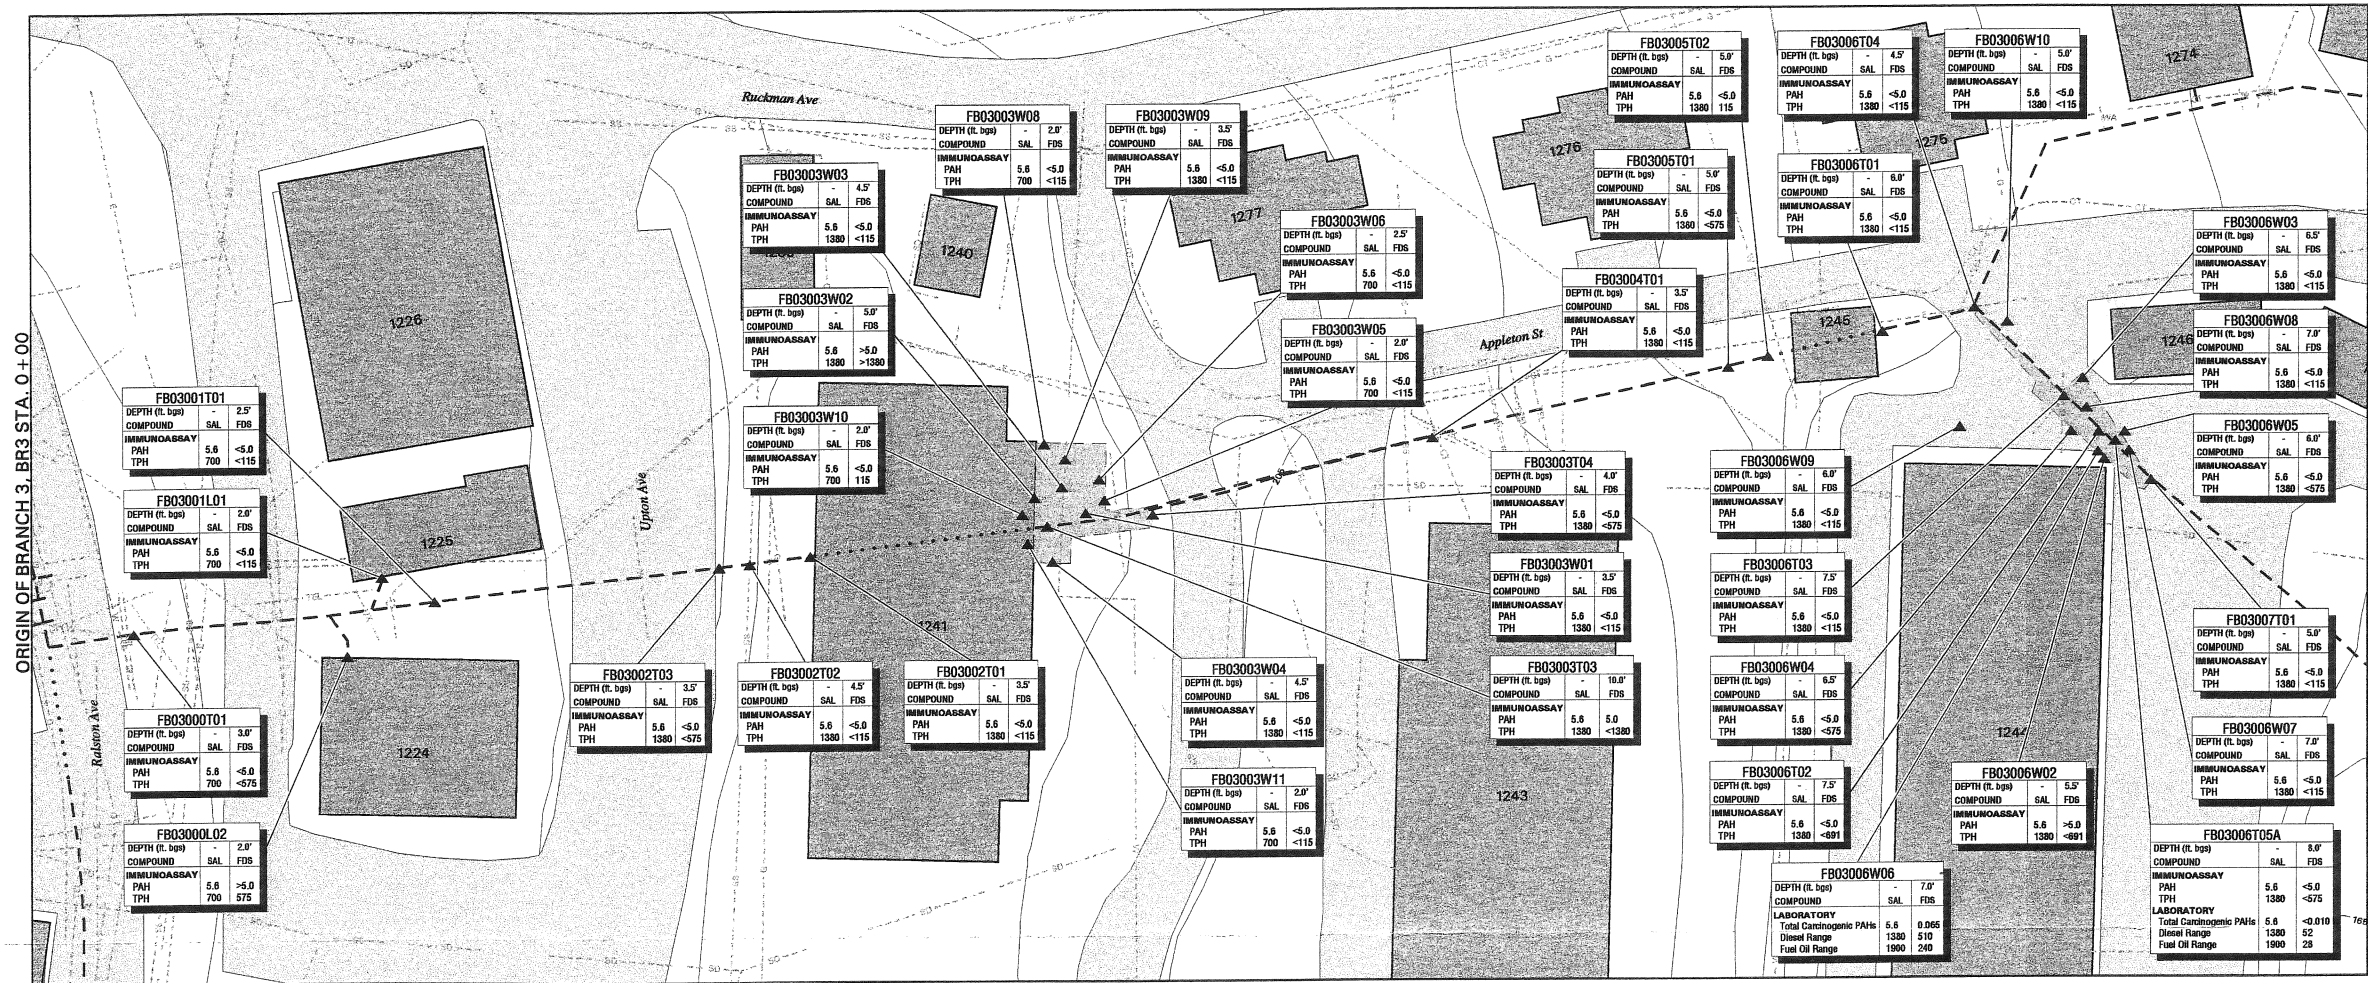 ORIGIN OF BRANCH 3, BR3 STA. 0+00
Ruckman Ave
Upton Ave
Ralston Ave
Appleton St
1226
1225
1224
1240
1241
1277
1276
1275
1274
1245
1246
1243
1244
FB03001T01
DEPTH (ft. bgs) - 2.5'
COMPOUND SAL FDS
IMMUNOASSAY
PAH 5.6 <5.0
TPH 700 <115
FB03001L01
DEPTH (ft. bgs) - 2.0'
COMPOUND SAL FDS
IMMUNOASSAY
PAH 5.6 <5.0
TPH 700 <115
FB03000T01
DEPTH (ft. bgs) - 3.0'
COMPOUND SAL FDS
IMMUNOASSAY
PAH 5.6 <5.0
TPH 700 <575
FB03000L02
DEPTH (ft. bgs) - 2.0'
COMPOUND SAL FDS
IMMUNOASSAY
PAH 5.6 >5.0
TPH 700 575
FB03003W03
DEPTH (ft. bgs) - 4.5'
COMPOUND SAL FDS
IMMUNOASSAY
PAH 5.6 <5.0
TPH 1380 <115
FB03003W02
DEPTH (ft. bgs) - 5.0'
COMPOUND SAL FDS
IMMUNOASSAY
PAH 5.6 >5.0
TPH 1380 >1380
FB03003W10
DEPTH (ft. bgs) - 2.0'
COMPOUND SAL FDS
IMMUNOASSAY
PAH 5.6 <5.0
TPH 700 115
FB03002T03
DEPTH (ft. bgs) - 3.5'
COMPOUND SAL FDS
IMMUNOASSAY
PAH 5.6 <5.0
TPH 1380 <575
FB03002T02
DEPTH (ft. bgs) - 4.5'
COMPOUND SAL FDS
IMMUNOASSAY
PAH 5.6 <5.0
TPH 1380 <115
FB03002T01
DEPTH (ft. bgs) - 3.5'
COMPOUND SAL FDS
IMMUNOASSAY
PAH 5.6 <5.0
TPH 1380 <115
FB03003W08
DEPTH (ft. bgs) - 2.0'
COMPOUND SAL FDS
IMMUNOASSAY
PAH 5.6 <5.0
TPH 700 <115
FB03003W09
DEPTH (ft. bgs) - 3.5'
COMPOUND SAL FDS
IMMUNOASSAY
PAH 5.6 <5.0
TPH 1380 <115
FB03003W06
DEPTH (ft. bgs) - 2.5'
COMPOUND SAL FDS
IMMUNOASSAY
PAH 5.6 <5.0
TPH 700 <115
FB03003W05
DEPTH (ft. bgs) - 2.0'
COMPOUND SAL FDS
IMMUNOASSAY
PAH 5.6 <5.0
TPH 700 <115
FB03003W04
DEPTH (ft. bgs) - 4.5'
COMPOUND SAL FDS
IMMUNOASSAY
PAH 5.6 <5.0
TPH 1380 <115
FB03003W11
DEPTH (ft. bgs) - 2.0'
COMPOUND SAL FDS
IMMUNOASSAY
PAH 5.6 <5.0
TPH 700 <115
FB03004T01
DEPTH (ft. bgs) - 3.5'
COMPOUND SAL FDS
IMMUNOASSAY
PAH 5.6 <5.0
TPH 1380 <115
FB03003T04
DEPTH (ft. bgs) - 4.0'
COMPOUND SAL FDS
IMMUNOASSAY
PAH 5.6 <5.0
TPH 1380 <575
FB03003W01
DEPTH (ft. bgs) - 3.5'
COMPOUND SAL FDS
IMMUNOASSAY
PAH 5.6 <5.0
TPH 1380 <115
FB03003T03
DEPTH (ft. bgs) - 10.0'
COMPOUND SAL FDS
IMMUNOASSAY
PAH 5.6 5.0
TPH 1380 <1380
FB03005T02
DEPTH (ft. bgs) - 5.0'
COMPOUND SAL FDS
IMMUNOASSAY
PAH 5.6 <5.0
TPH 1380 115
FB03005T01
DEPTH (ft. bgs) - 5.0'
COMPOUND SAL FDS
IMMUNOASSAY
PAH 5.6 <5.0
TPH 1380 <575
FB03006T04
DEPTH (ft. bgs) - 4.5'
COMPOUND SAL FDS
IMMUNOASSAY
PAH 5.6 <5.0
TPH 1380 <115
FB03006T01
DEPTH (ft. bgs) - 6.0'
COMPOUND SAL FDS
IMMUNOASSAY
PAH 5.6 <5.0
TPH 1380 <115
FB03006W10
DEPTH (ft. bgs) - 5.0'
COMPOUND SAL FDS
IMMUNOASSAY
PAH 5.6 <5.0
TPH 1380 <115
FB03006W09
DEPTH (ft. bgs) - 6.0'
COMPOUND SAL FDS
IMMUNOASSAY
PAH 5.6 <5.0
TPH 1380 <115
FB03006T03
DEPTH (ft. bgs) - 7.5'
COMPOUND SAL FDS
IMMUNOASSAY
PAH 5.6 <5.0
TPH 1380 <115
FB03006W04
DEPTH (ft. bgs) - 6.5'
COMPOUND SAL FDS
IMMUNOASSAY
PAH 5.6 <5.0
TPH 1380 <575
FB03006T02
DEPTH (ft. bgs) - 7.5'
COMPOUND SAL FDS
IMMUNOASSAY
PAH 5.6 <5.0
TPH 1380 <691
FB03006W06
DEPTH (ft. bgs) - 7.0'
COMPOUND SAL FDS
LABORATORY
Total Carcinogenic PAHs 5.6 0.065
Diesel Range 1380 510
Fuel Oil Range 1900 240
FB03006W02
DEPTH (ft. bgs) - 5.5'
COMPOUND SAL FDS
IMMUNOASSAY
PAH 5.6 >5.0
TPH 1380 <691
FB03006W03
DEPTH (ft. bgs) - 6.5'
COMPOUND SAL FDS
IMMUNOASSAY
PAH 5.6 <5.0
TPH 1380 <115
FB03006W08
DEPTH (ft. bgs) - 7.0'
COMPOUND SAL FDS
IMMUNOASSAY
PAH 5.6 <5.0
TPH 1380 <115
FB03006W05
DEPTH (ft. bgs) - 6.0'
COMPOUND SAL FDS
IMMUNOASSAY
PAH 5.6 <5.0
TPH 1380 <575
FB03007T01
DEPTH (ft. bgs) - 5.0'
COMPOUND SAL FDS
IMMUNOASSAY
PAH 5.6 <5.0
TPH 1380 <115
FB03006W07
DEPTH (ft. bgs) - 7.0'
COMPOUND SAL FDS
IMMUNOASSAY
PAH 5.6 <5.0
TPH 1380 <115
FB03006T05A
DEPTH (ft. bgs) - 8.0'
COMPOUND SAL FDS
IMMUNOASSAY
PAH 5.6 <5.0
TPH 1380 <575
LABORATORY
Total Carcinogenic PAHs 5.6 <0.010
Diesel Range 1380 52
Fuel Oil Range 1900 28